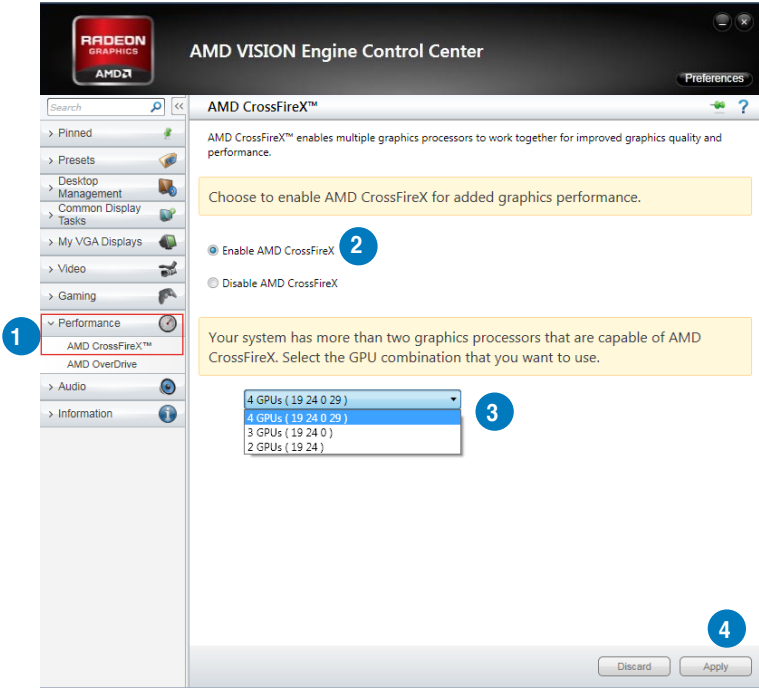 RADEON
GRAPHICS
AMD
AMD VISION Engine Control Center
Preferences
Search
<<
AMD CrossFireX™
?
> Pinned
> Presets
> Desktop
Management
> Common Display
Tasks
> My VGA Displays
> Video
> Gaming
1
Performance
AMD CrossFireX™
AMD OverDrive
> Audio
> Information
AMD CrossFireX™ enables multiple graphics processors to work together for improved graphics quality and
performance.
Choose to enable AMD CrossFireX for added graphics performance.
Enable AMD CrossFireX
2
Disable AMD CrossFireX
Your system has more than two graphics processors that are capable of AMD
CrossFireX. Select the GPU combination that you want to use.
4 GPUs ( 19 24 0 29 )
4 GPUs ( 19 24 0 29 )
3 GPUs ( 19 24 0 )
2 GPUs ( 19 24 )
3
4
Discard
Apply